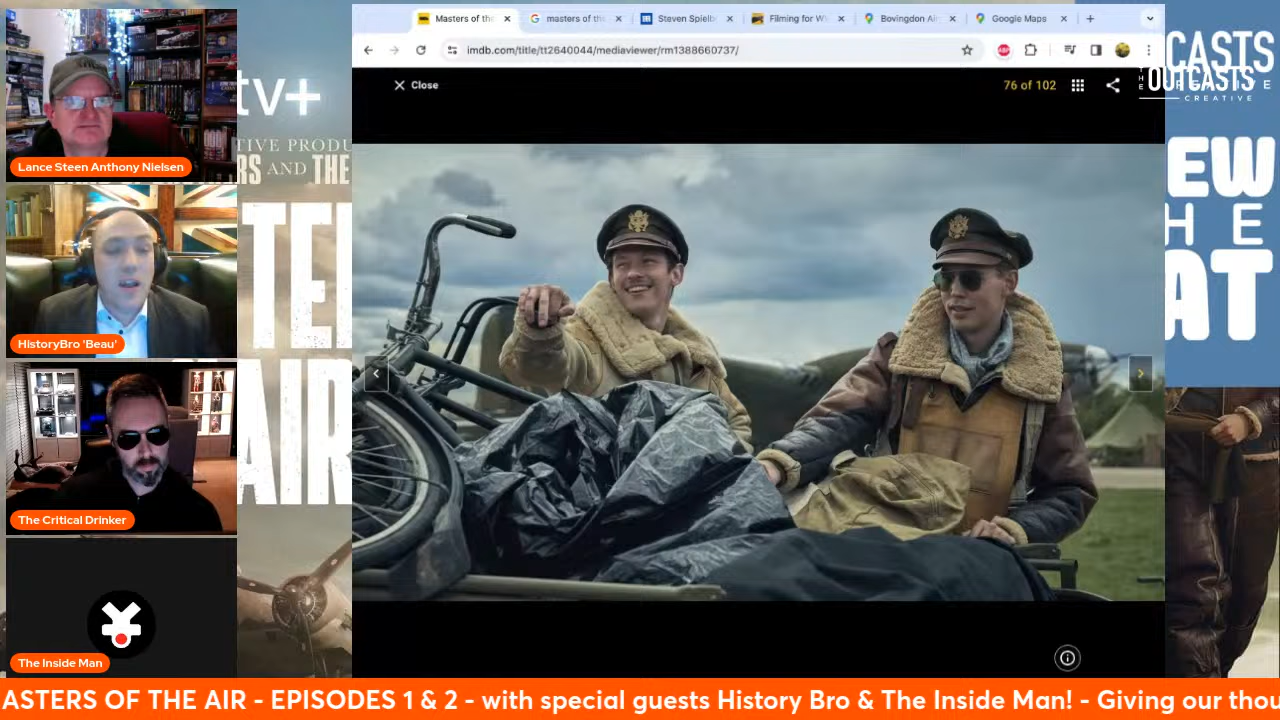 Masters of the
masters of th
Steven Spielb
Filming for W
Bovingdon Air
Google Maps
imdb.com/title/tt2640044/mediaviewer/rm1388660737/
Close
76 of 102
CASTS
THE OUTCASTS
CREATIVE
tv+
TIVE PRODU
RS AND THE
TER
AIR
EW
HE
AT
Lance Steen Anthony Nielsen
HistoryBro 'Beau'
The Critical Drinker
The Inside Man
ASTERS OF THE AIR - EPISODES 1 & 2 - with special guests History Bro & The Inside Man! - Giving our thou